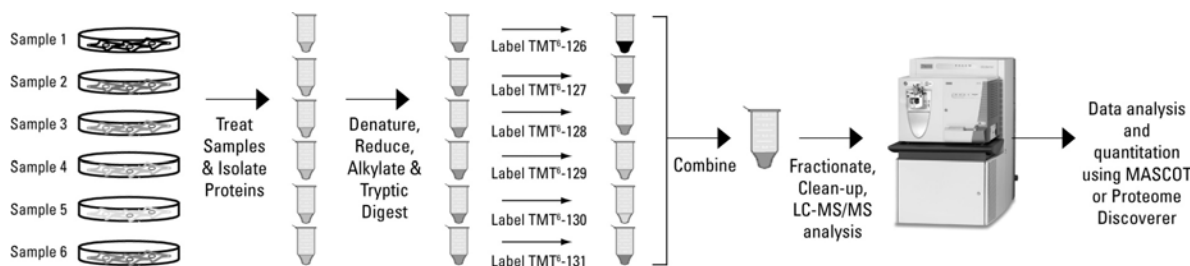 Sample 1
Sample 2
Sample 3
Sample 4
Sample 5
Sample 6
Treat
Samples
& Isolate
Proteins
Denature,
Reduce,
Alkylate &
Tryptic
Digest
Label TMT⁶-126
Label TMT⁶-127
Label TMT⁶-128
Label TMT⁶-129
Label TMT⁶-130
Label TMT⁶-131
Combine
Fractionate,
Clean-up,
LC-MS/MS
analysis
Data analysis
and
quantitation
using MASCOT
or Proteome
Discoverer